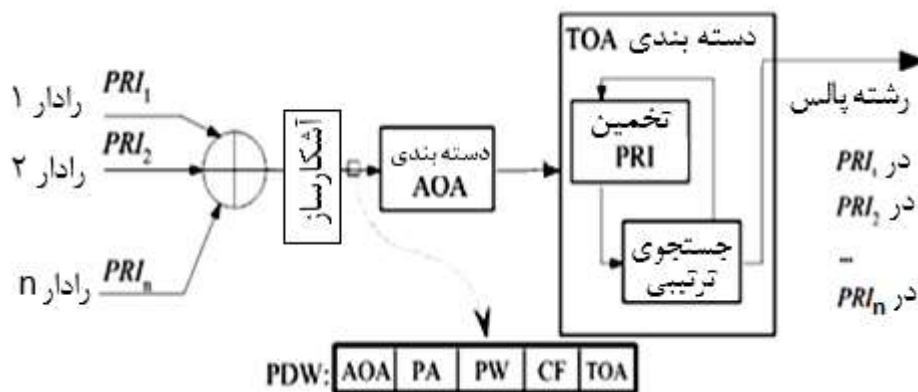 دسته بندی TOA
رادار ۱
PRI₁
رادار ۲
PRI₂
رادار n
PRIₙ
آشکارساز
دسته بندی
AOA
تخمین
PRI
جستجوی
ترتیبی
رشته پالس
در PRI₁
در PRI₂
...
در PRIₙ
PDW: AOA PA PW CF TOA